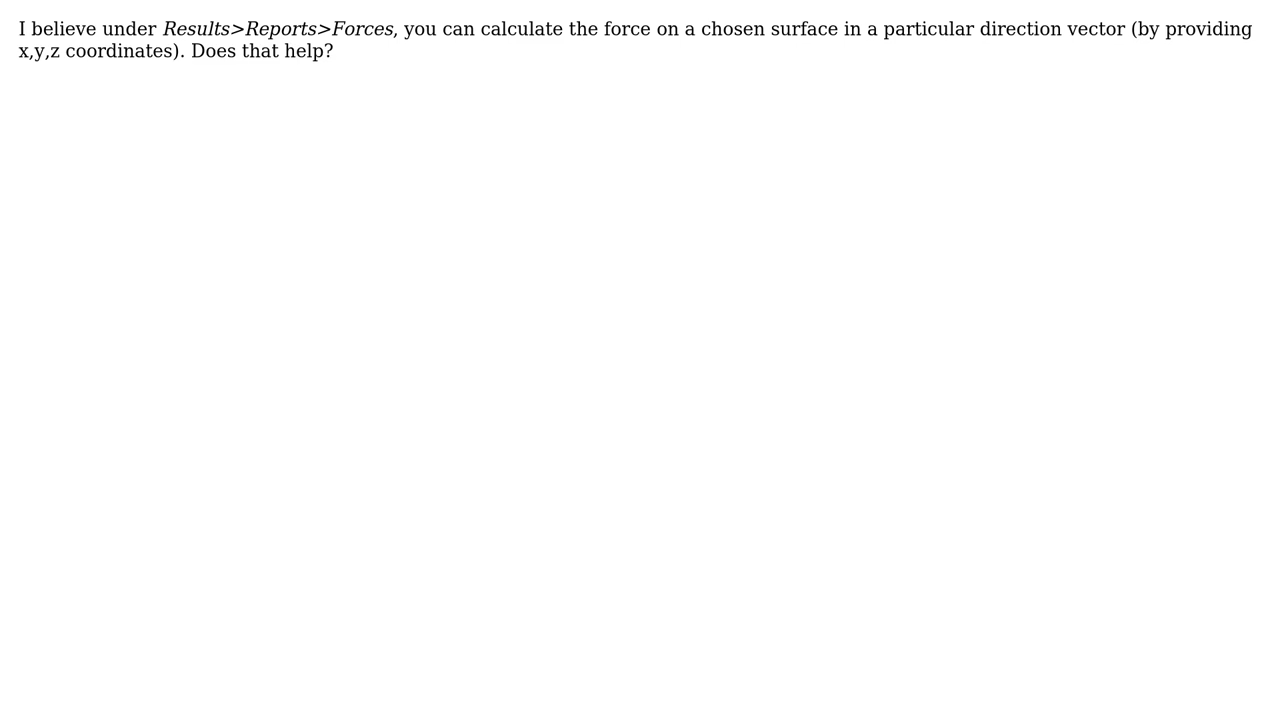 I believe under Results>Reports>Forces, you can calculate the force on a chosen surface in a particular direction vector (by providing
x,y,z coordinates). Does that help?